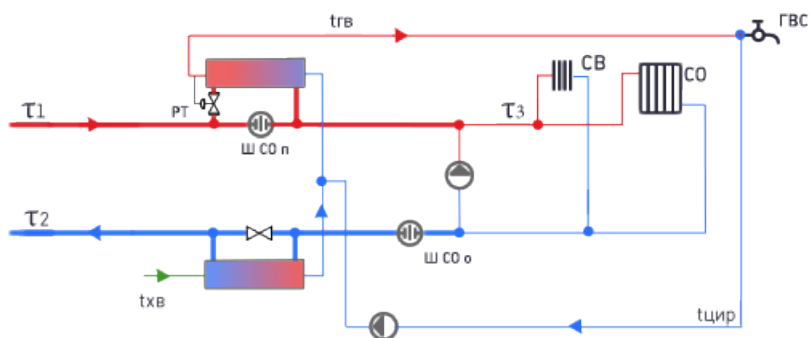 tгв
ГВС
СВ
СО
τ1
РТ
τ3
Ш СО п
τ2
Ш СО о
tхв
tцир